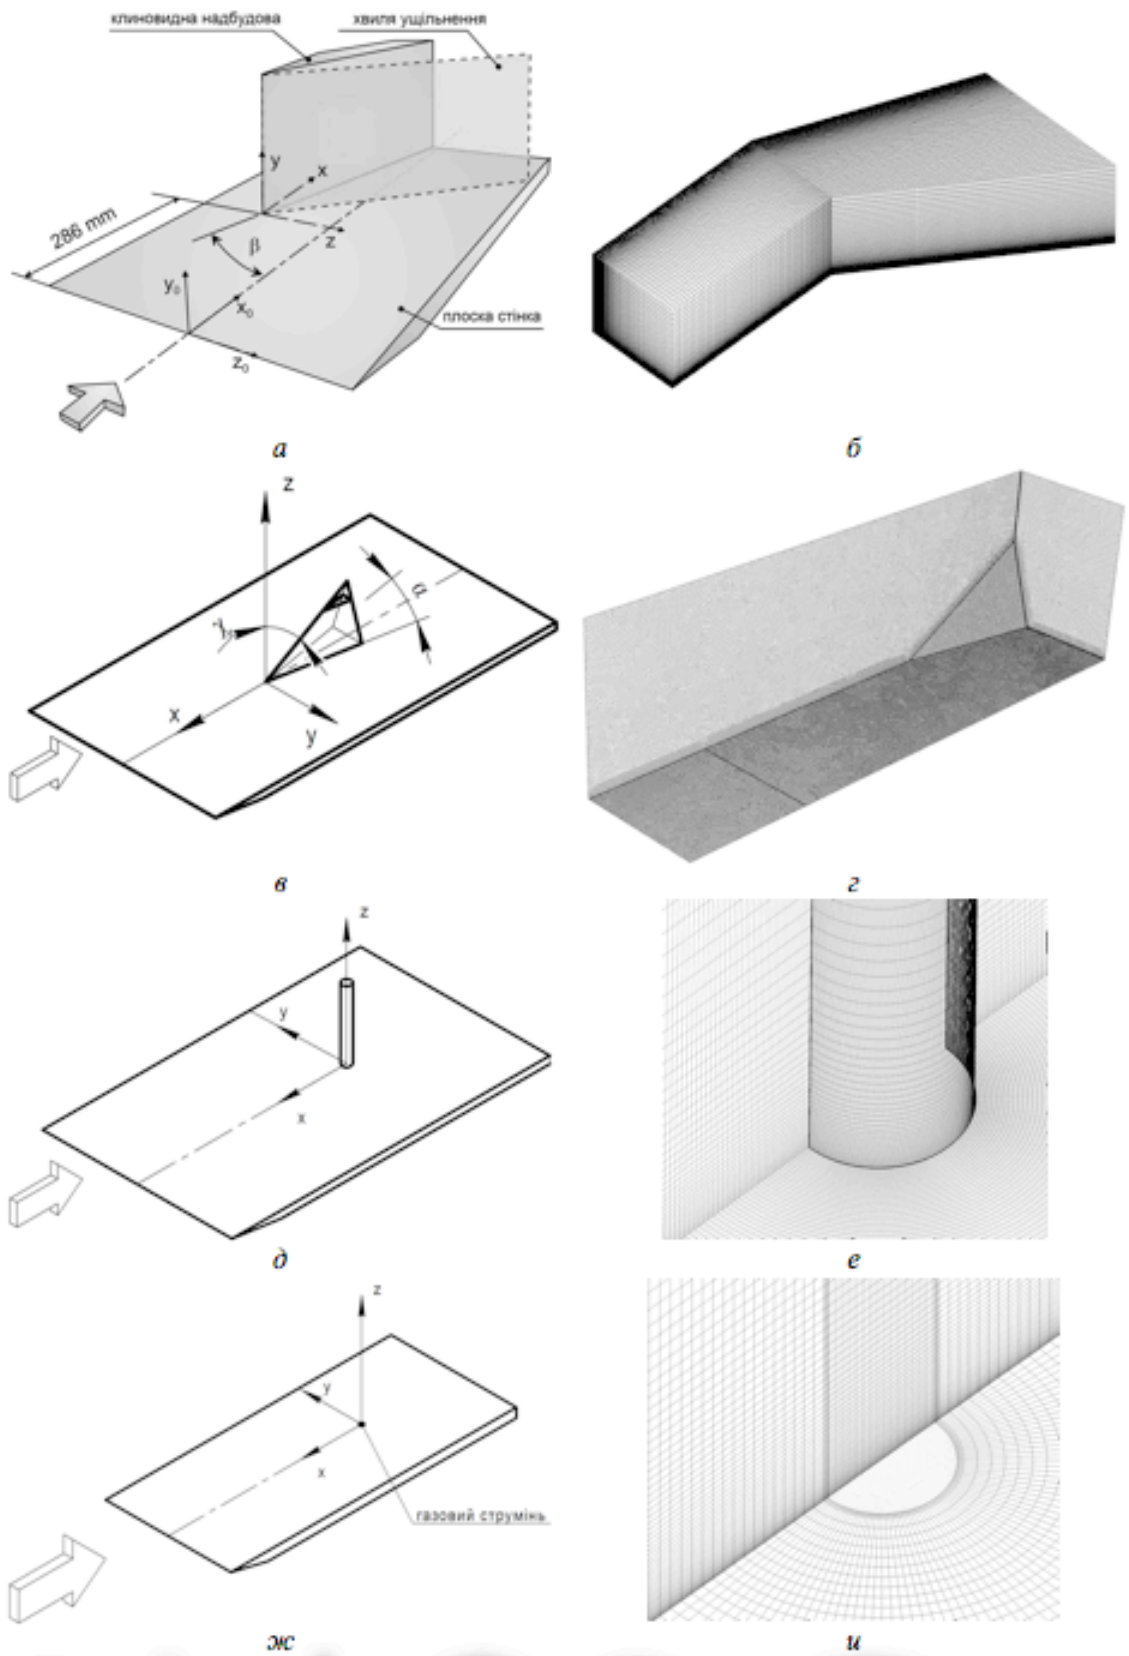 клиновидна надбудова
хвиля ущільнення
y
x
286 mm
z
β
y₀
x₀
плоска стінка
z₀
а
б
z
α
x
y
в
г
z
y
x
д
е
z
y
x
газовий струмінь
ж
и